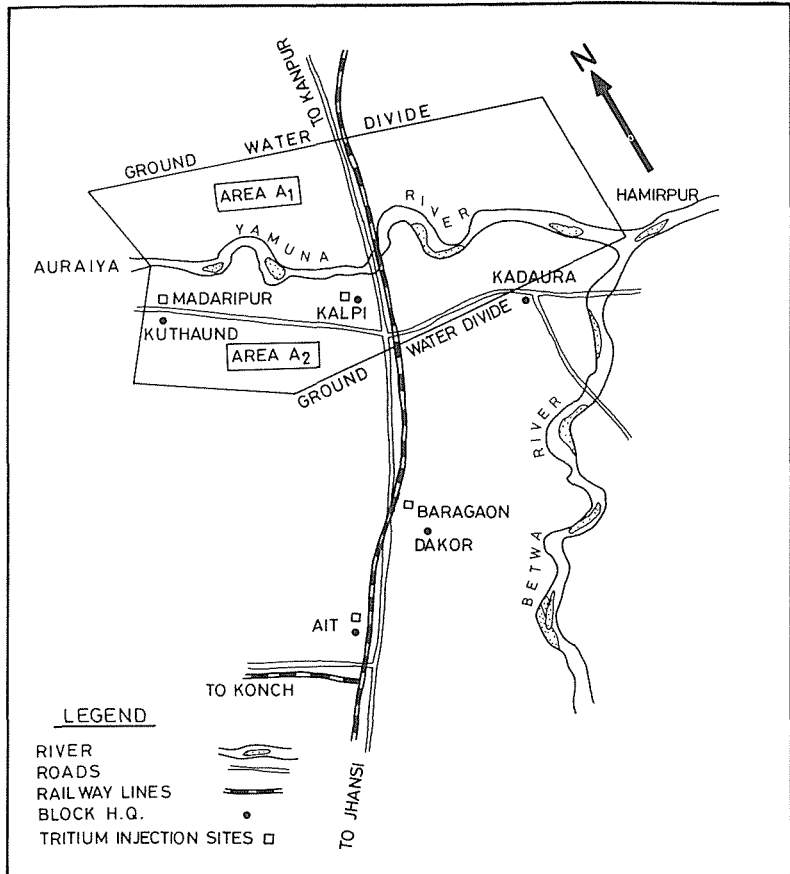 TO KANPUR
N
GROUND WATER DIVIDE
AREA A1
HAMIRPUR
RIVER
YAMUNA
AURAIYA
KADAURA
MADARIPUR
KALPI
KUTHAUND
AREA A2
GROUND WATER DIVIDE
RIVER
BETWA
BARAGAON
DAKOR
AIT
TO KONCH
TO JHANSI
LEGEND
RIVER
ROADS
RAILWAY LINES
BLOCK H.Q.
TRITIUM INJECTION SITES